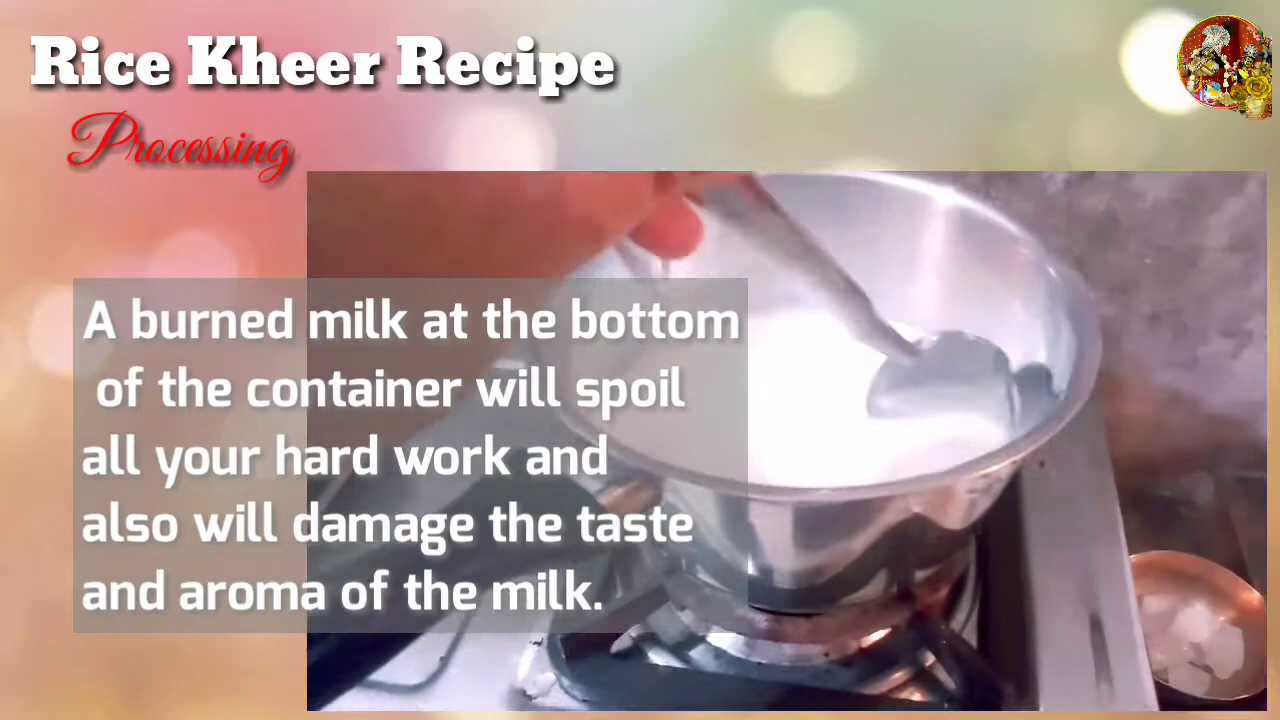 Rice Kheer Recipe
Processing
A burned milk at the bottom
of the container will spoil
all your hard work and
also will damage the taste
and aroma of the milk.